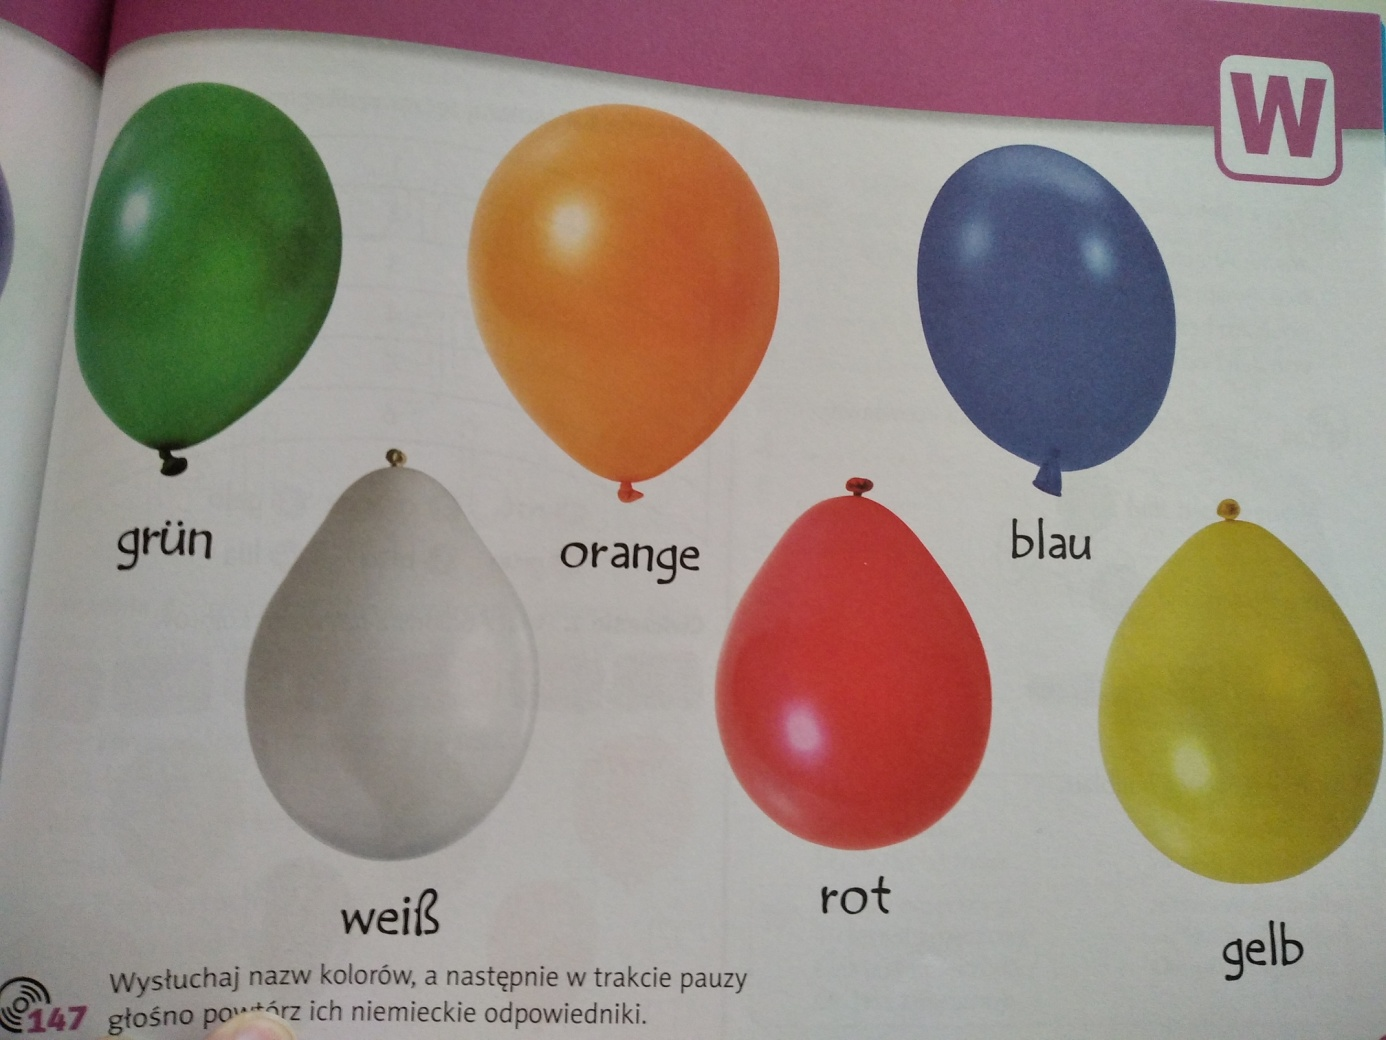 W
grün
orange
blau
weiß
rot
gelb
Wysłuchaj nazw kolorów, a następnie w trakcie pauzy
147 głośno powtórz ich niemieckie odpowiedniki.